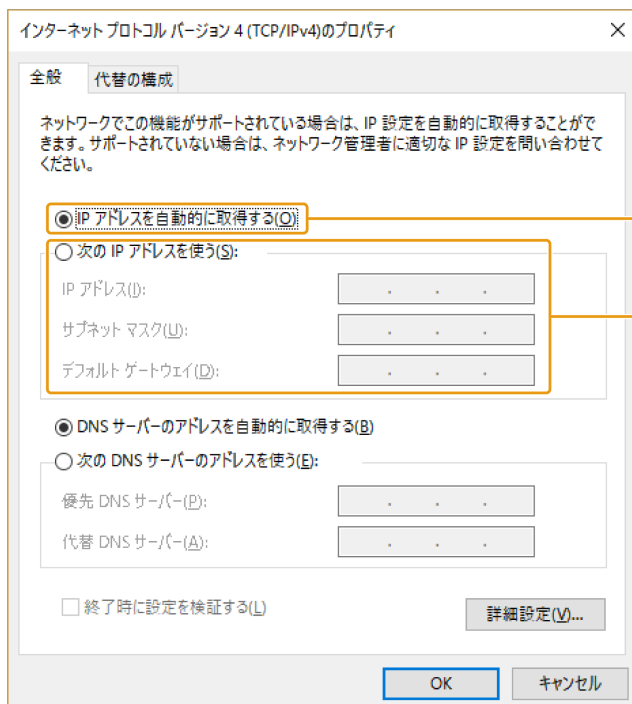 インターネット プロトコル バージョン 4 (TCP/IPv4)のプロパティ
全般
代替の構成
ネットワークでこの機能がサポートされている場合は、IP 設定を自動的に取得することがで
きます。サポートされていない場合は、ネットワーク管理者に適切な IP 設定を問い合わせて
ください。
IP アドレスを自動的に取得する(O)
次の IP アドレスを使う(S):
IP アドレス(I):
サブネット マスク(U):
デフォルト ゲートウェイ(D):
DNS サーバーのアドレスを自動的に取得する(B)
次の DNS サーバーのアドレスを使う(E):
優先 DNS サーバー(P):
代替 DNS サーバー(A):
終了時に設定を検証する(L)
詳細設定(V)...
OK
キャンセル